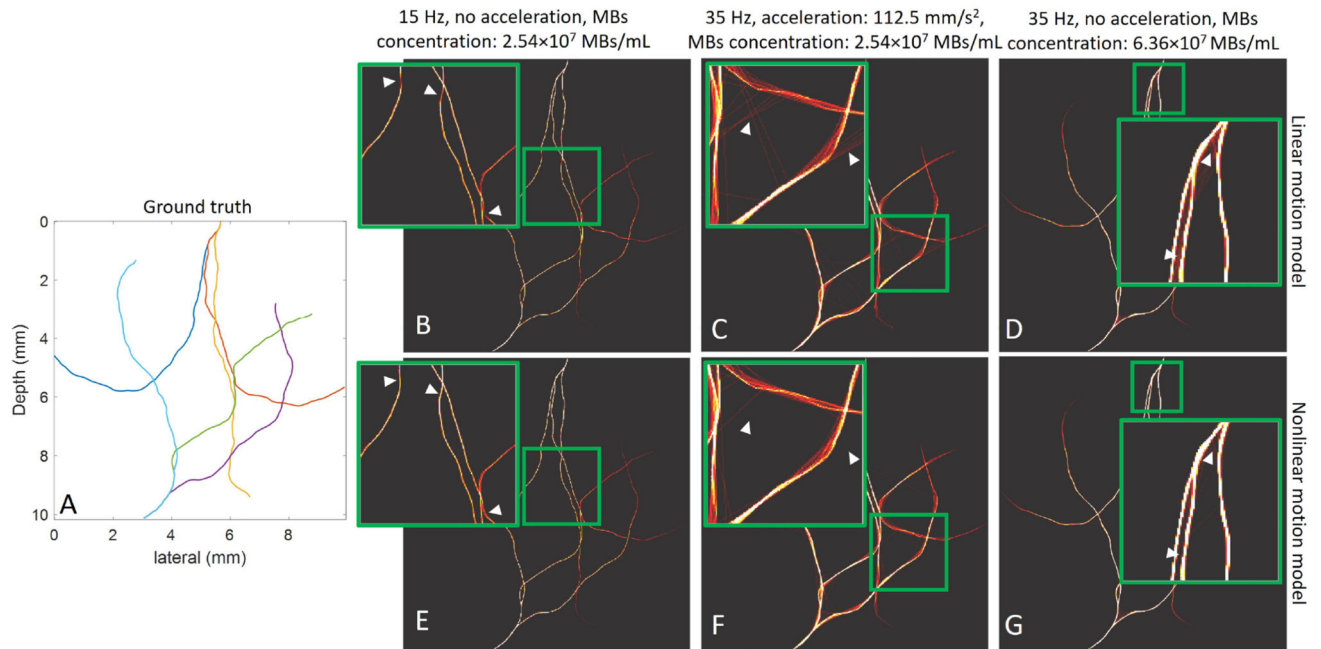 15 Hz, no acceleration, MBs
concentration: 2.54×10⁷ MBs/mL
35 Hz, acceleration: 112.5 mm/s²,
MBs concentration: 2.54×10⁷ MBs/mL
35 Hz, no acceleration, MBs
concentration: 6.36×10⁷ MBs/mL
Ground truth
0
2
4
6
8
10
Depth (mm)
A
0
2
4
6
8
lateral (mm)
B
C
D
Linear motion model
E
F
G
Nonlinear motion model